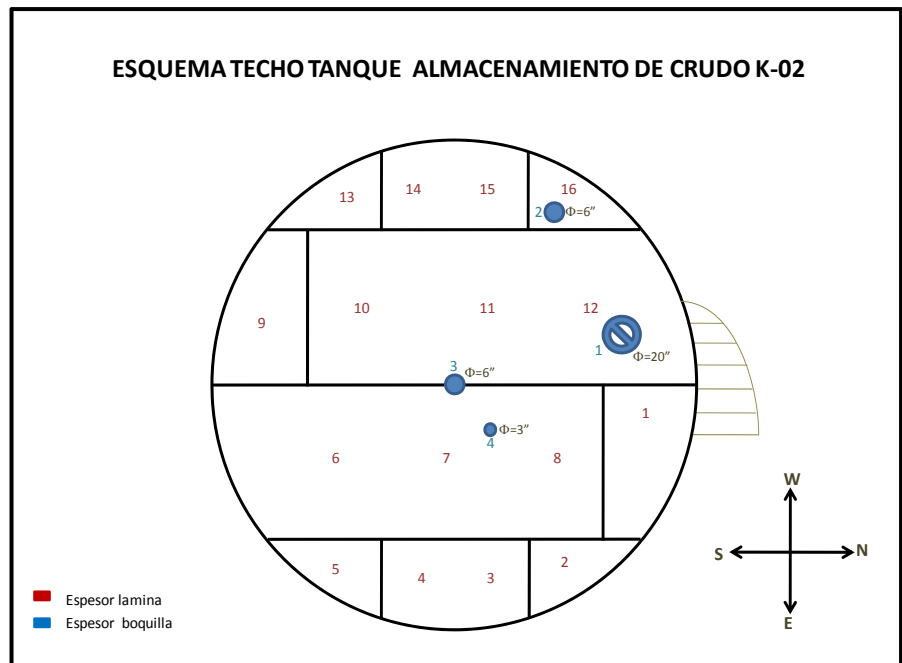 ESQUEMA TECHO TANQUE ALMACENAMIENTO DE CRUDO K-02
13 14 15 16
2 Φ=6”
9 10 11 12
1 Φ=20”
3 Φ=6”
1
Φ=3”
4
6 7 8
5 4 3 2
W
S N
E
Espesor lamina
Espesor boquilla